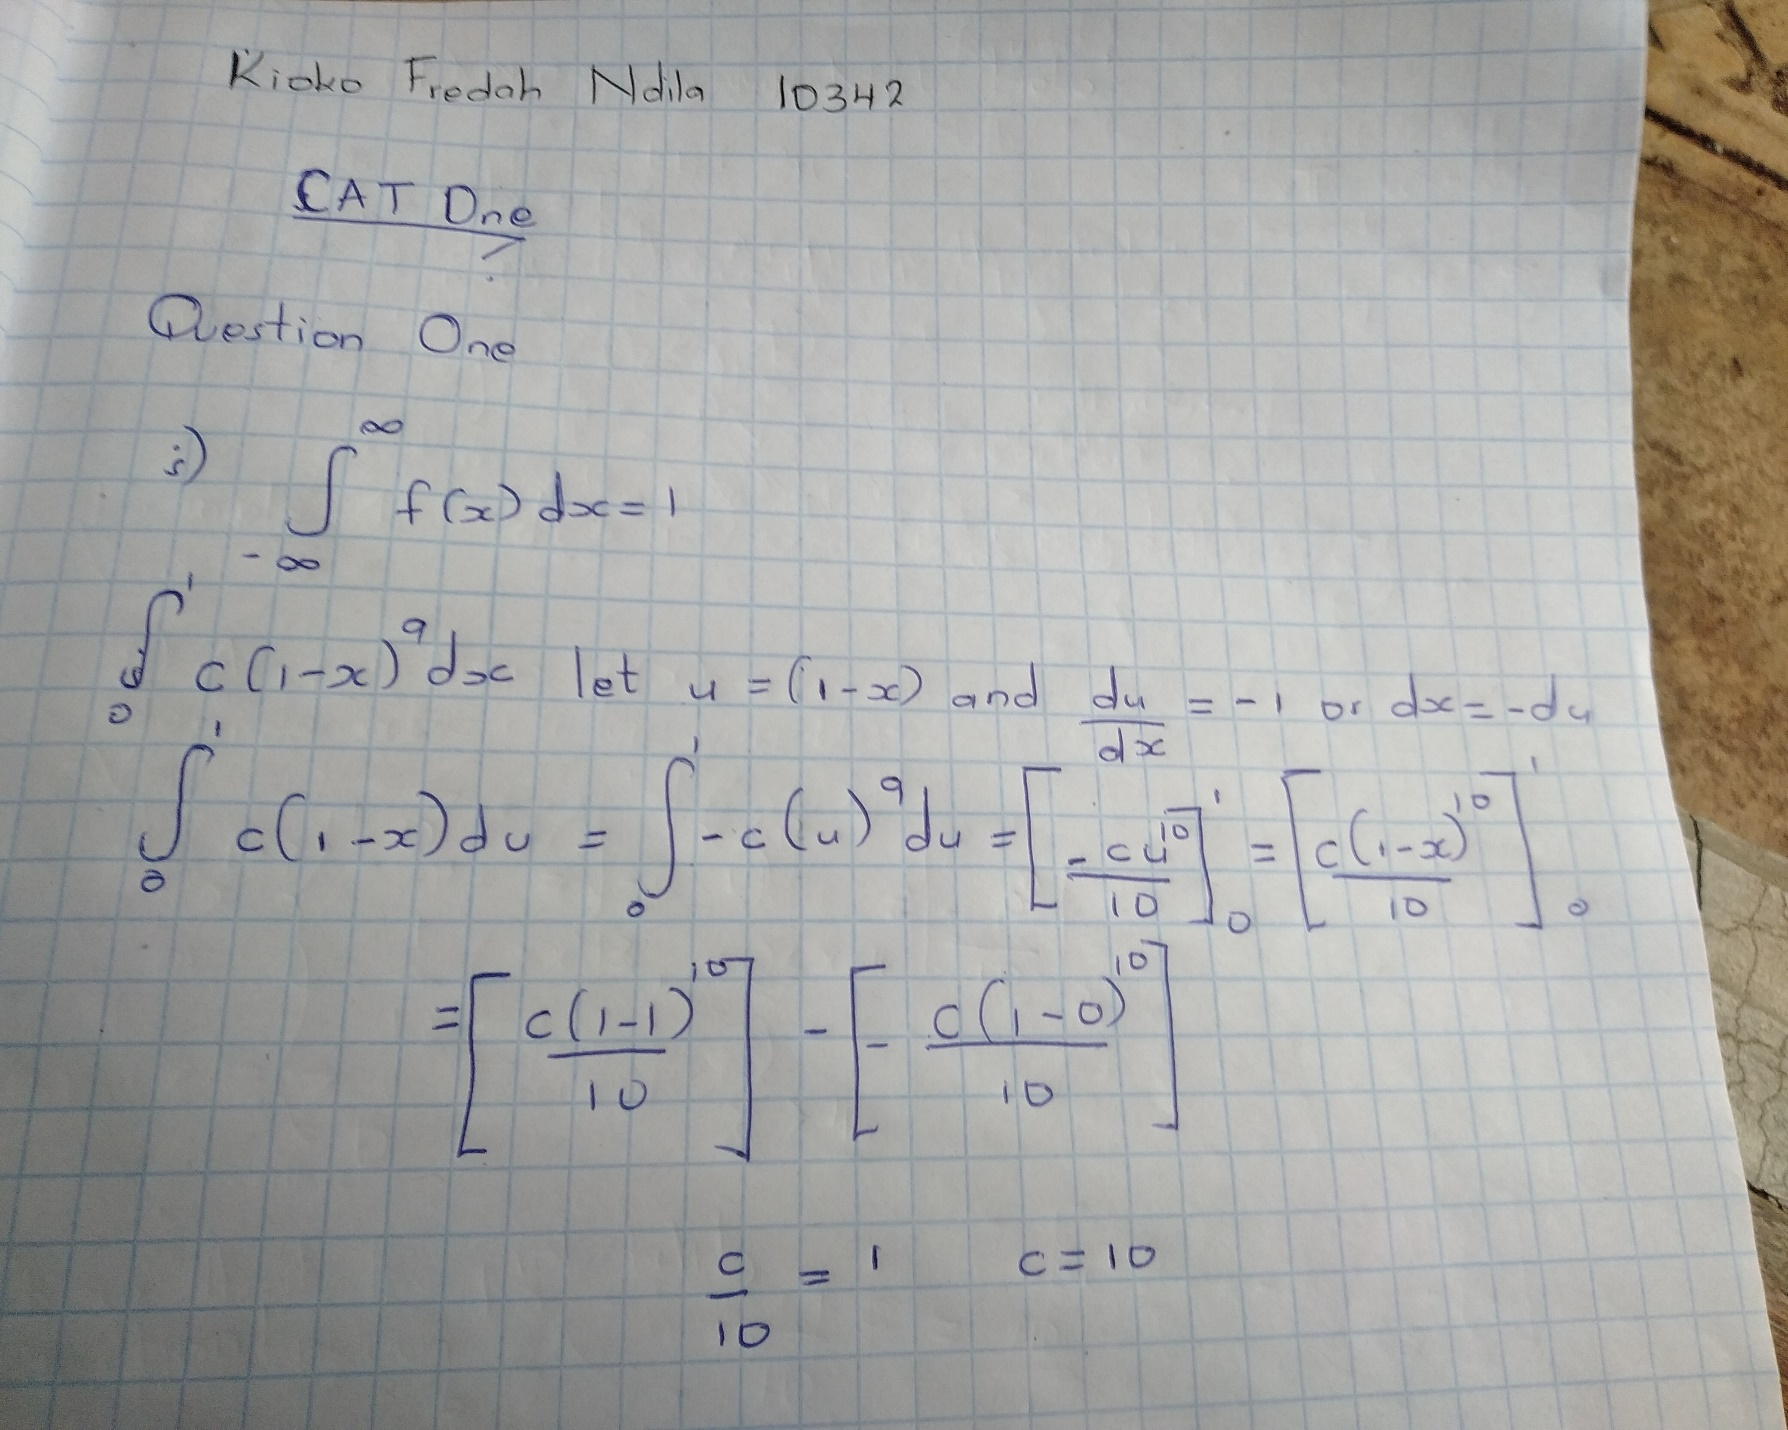 Kioko Fredah Ndila 10342
CAT One
Question One
i) ∫_{-∞}^{∞} f(x) dx = 1
∫_0^1 c(1-x)^9 dx let u = (1-x) and du/dx = -1 or dx = -du
∫_0^1 c(1-x) du = ∫_0^1 -c(u)^9 du = [-cu^10/10]_0^1 = [c(1-x)^10/10]_0^1
= [c(1-1)^10/10] - [- c(1-0)^10/10]
c/10 = 1 c = 10